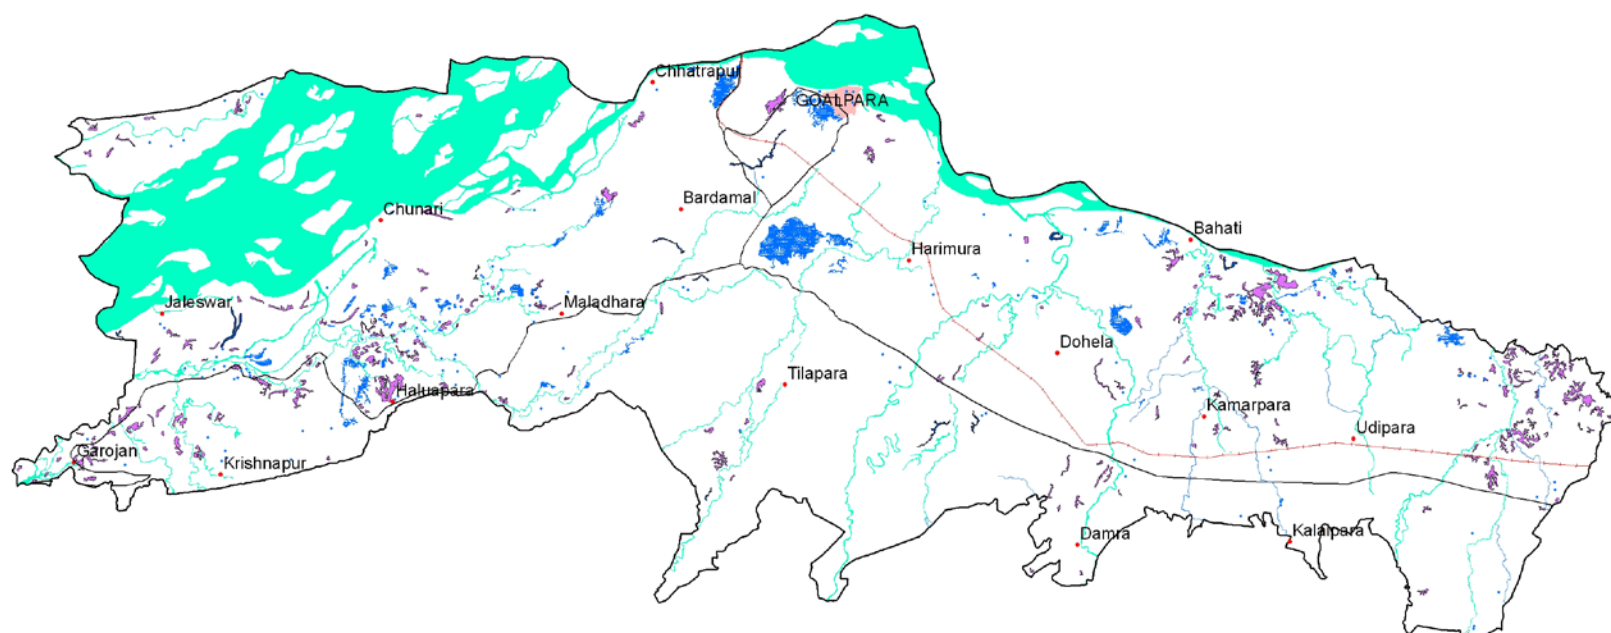 Chhatrapur
GOALPARA
Bardamal
Chunari
Bahati
Harimura
Jaleswar
Maladhara
Dohela
Tilapara
Haluapara
Kamarpara
Udipara
Garojan
Krishnapur
Damra
Kalaipara